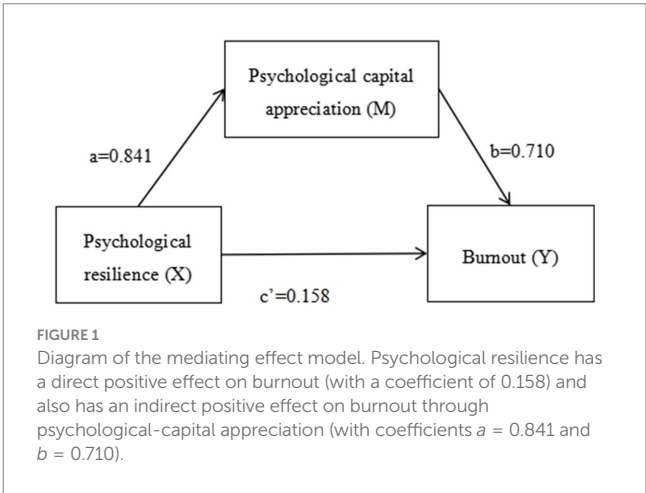 Psychological capital
appreciation (M)
a=0.841
b=0.710
Psychological
resilience (X)
Burnout (Y)
c’=0.158
FIGURE 1
Diagram of the mediating effect model. Psychological resilience has
a direct positive effect on burnout (with a coefficient of 0.158) and
also has an indirect positive effect on burnout through
psychological-capital appreciation (with coefficients a = 0.841 and
b = 0.710).